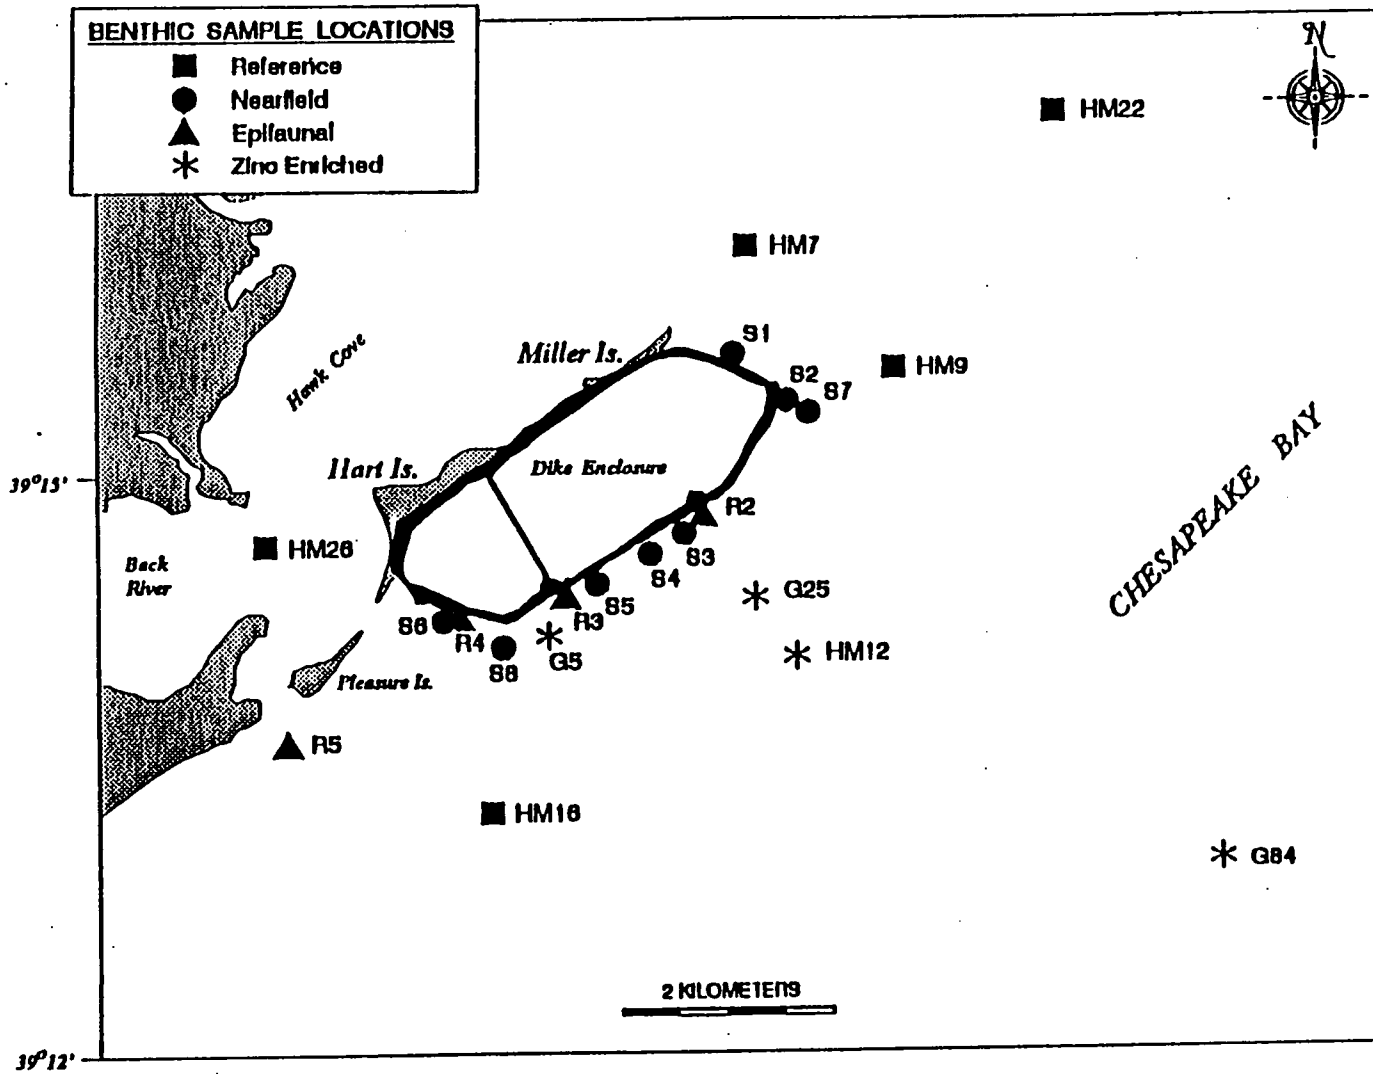 BENTHIC SAMPLE LOCATIONS
Reference
Nearfield
Epifaunal
Zinc Enriched
N
HM22
HM7
S1
Miller Is.
HM9
S2
S7
Hawk Cove
Hart Is.
Dike Enclosure
39°15'
R2
S3
HM26
S4
Back
River
G25
S5
R3
S6
R4
G5
HM12
S8
Pleasure Is.
R5
CHESAPEAKE BAY
HM16
G84
2 KILOMETERS
39°12'